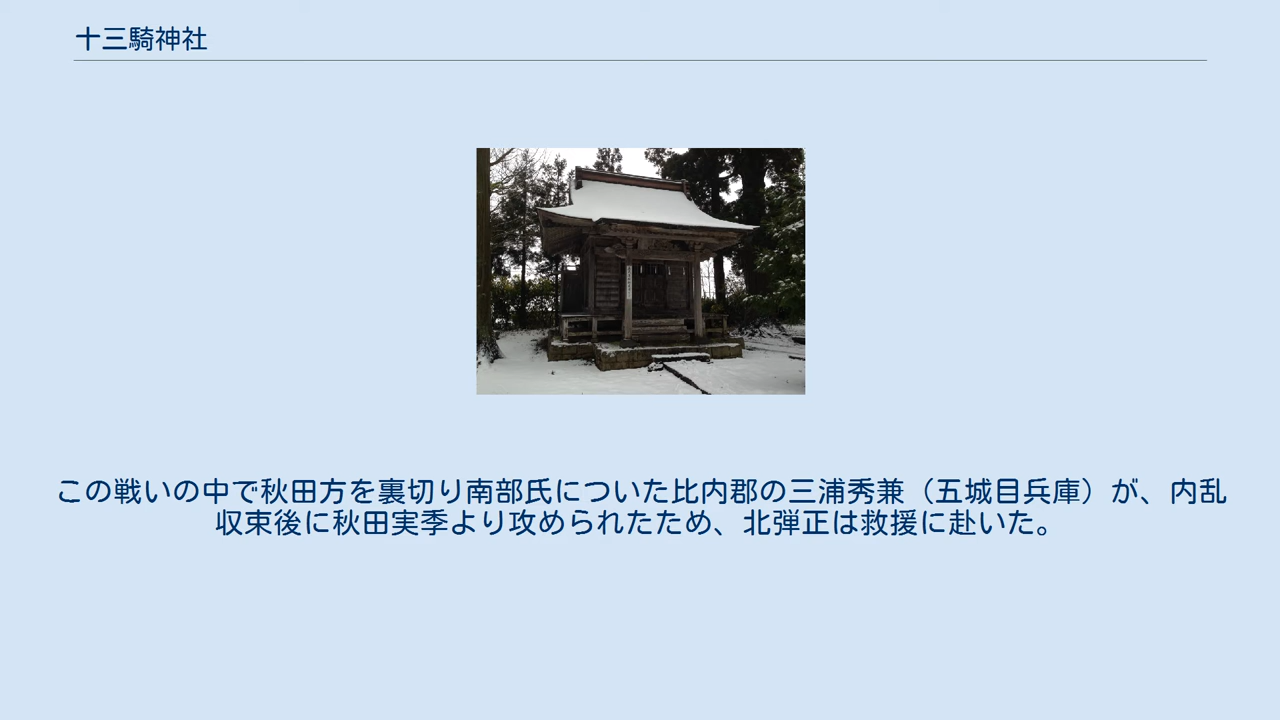 十三騎神社
この戦いの中で秋田方を裏切り南部氏についた比内郡の三浦秀兼（五城目兵庫）が、内乱
収束後に秋田実季より攻められたため、北弾正は救援に赴いた。